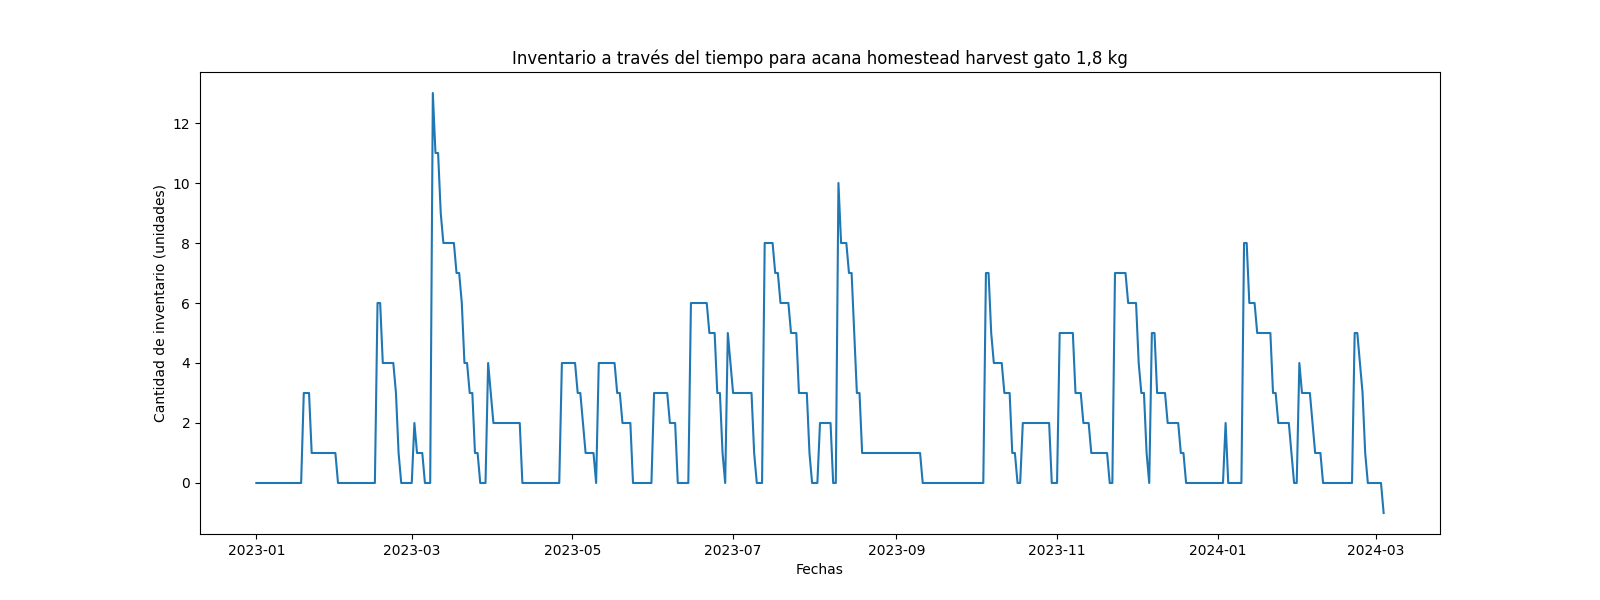 Inventario a través del tiempo para acana homestead harvest gato 1,8 kg
Cantidad de inventario (unidades)
12
10
8
6
4
2
0
2023-01 2023-03 2023-05 2023-07 2023-09 2023-11 2024-01 2024-03
Fechas